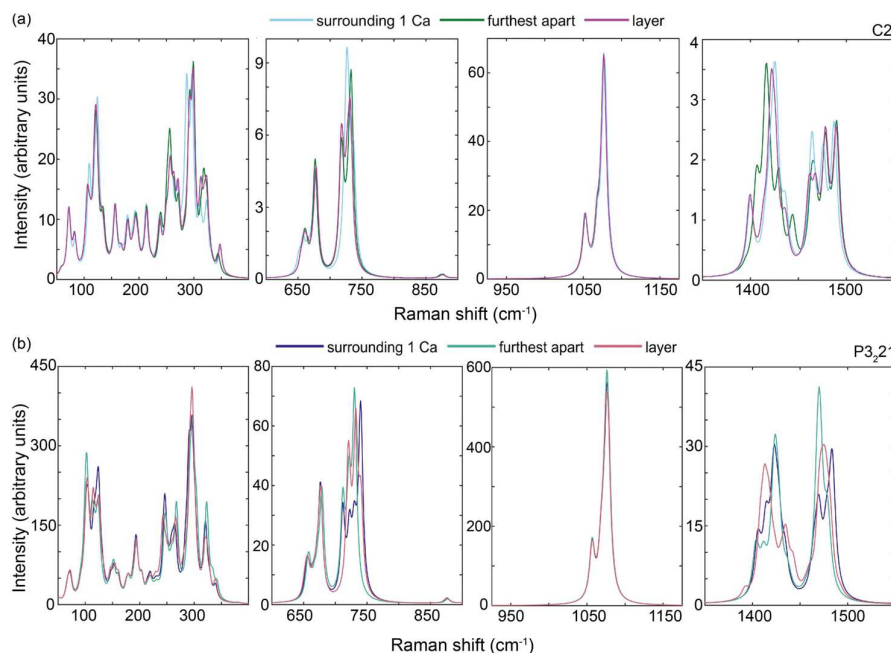 (a) surrounding 1 Ca furthest apart layer C2
Intensity (arbitrary units)
40 30 20 10 0
100 200 300
9 6 3 0
650 750 850
60 40 20 0
950 1050 1150
4 3 2 1 0
1400 1500
Raman shift (cm⁻¹)
(b) surrounding 1 Ca furthest apart layer P3₂21
Intensity (arbitrary units)
450 300 150 0
100 200 300
80 60 40 20 0
650 750 850
600 400 200 0
950 1050 1150
45 30 15 0
1400 1500
Raman shift (cm⁻¹)